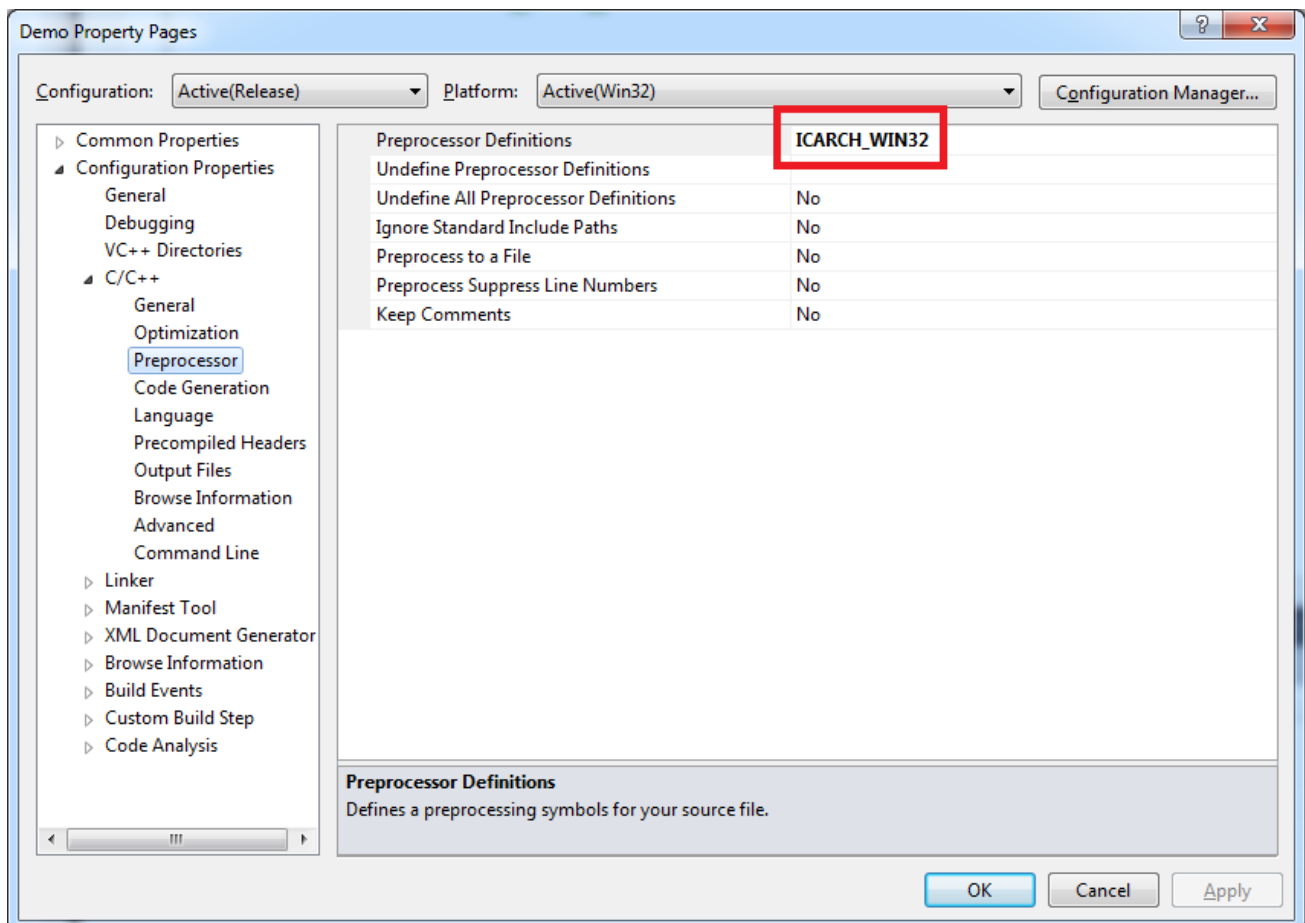 Demo Property Pages
Configuration: Active(Release) Platform: Active(Win32) Configuration Manager...
Common Properties
Configuration Properties
General
Debugging
VC++ Directories
C/C++
General
Optimization
Preprocessor
Code Generation
Language
Precompiled Headers
Output Files
Browse Information
Advanced
Command Line
Linker
Manifest Tool
XML Document Generator
Browse Information
Build Events
Custom Build Step
Code Analysis
Preprocessor Definitions ICARCH_WIN32
Undefine Preprocessor Definitions
Undefine All Preprocessor Definitions No
Ignore Standard Include Paths No
Preprocess to a File No
Preprocess Suppress Line Numbers No
Keep Comments No
Preprocessor Definitions
Defines a preprocessing symbols for your source file.
OK Cancel Apply